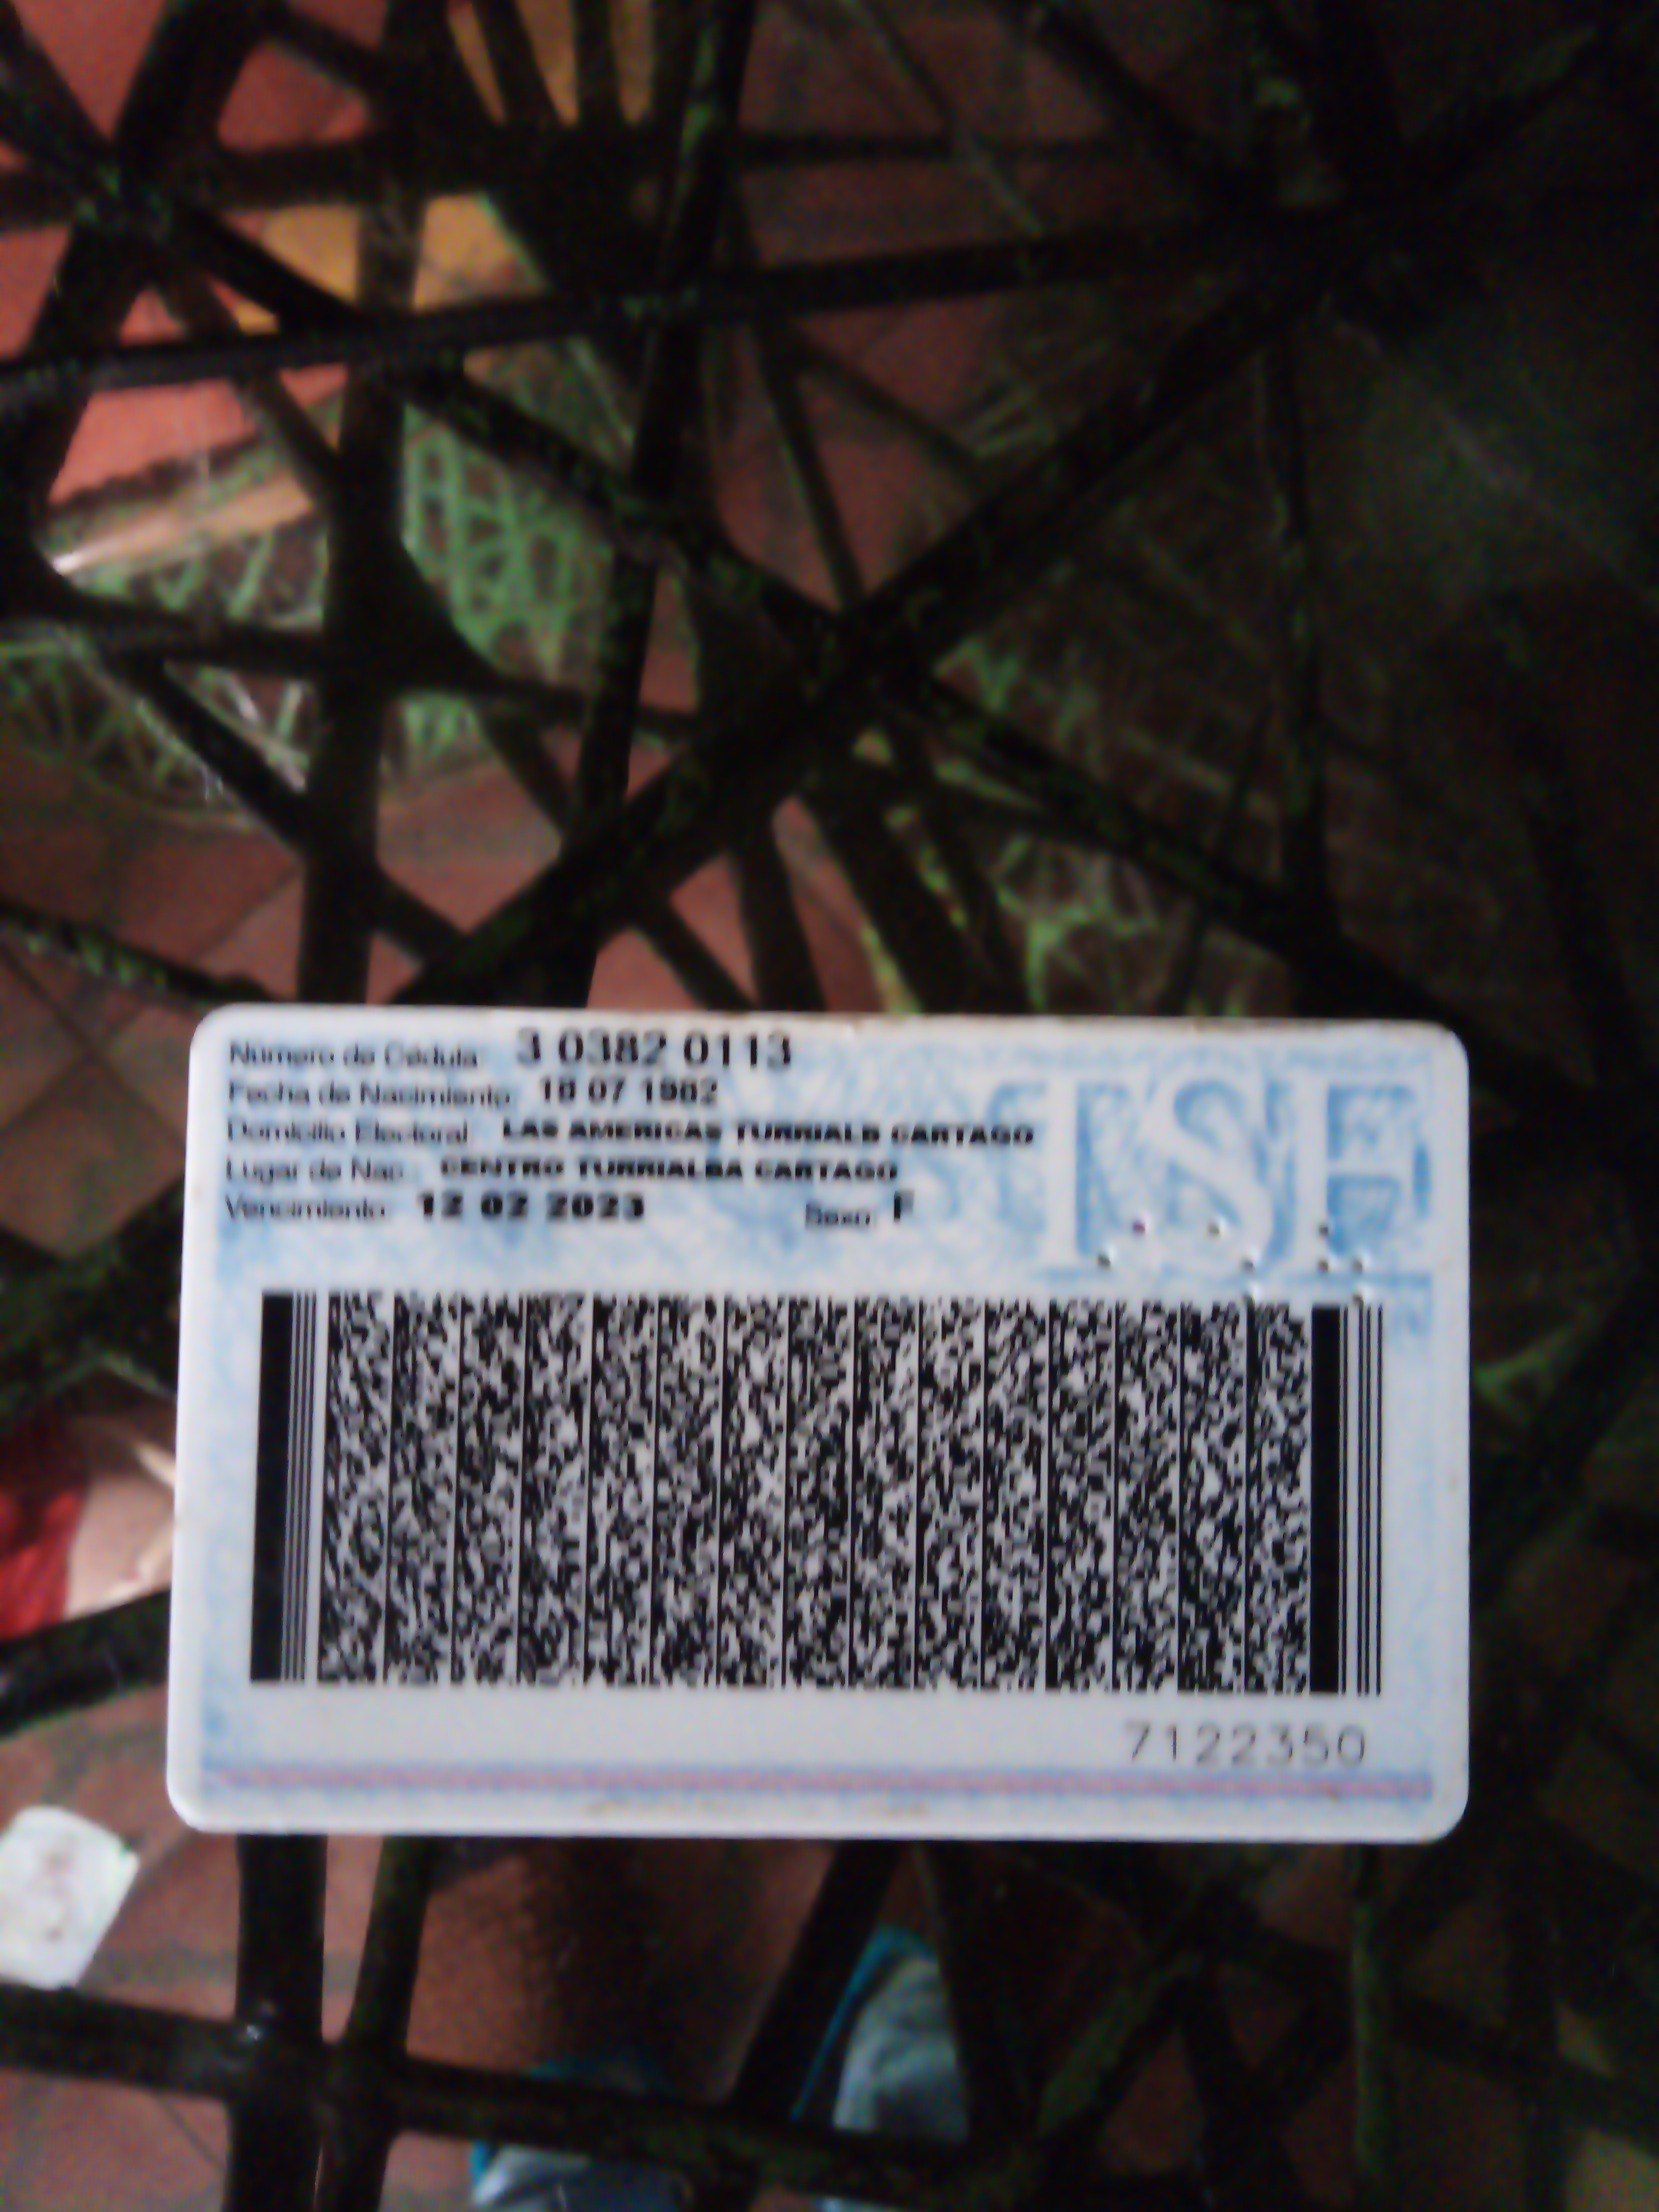 Número de Cédula: 3 0382 0113
Fecha de Nacimiento: 18 07 1982
Domicilio Electoral: LAS AMERICAS TURRIALB CARTAGO
Lugar de Nac.: CENTRO TURRIALBA CARTAGO
Vencimiento: 12 02 2023 Sexo: F
TSE
7122350